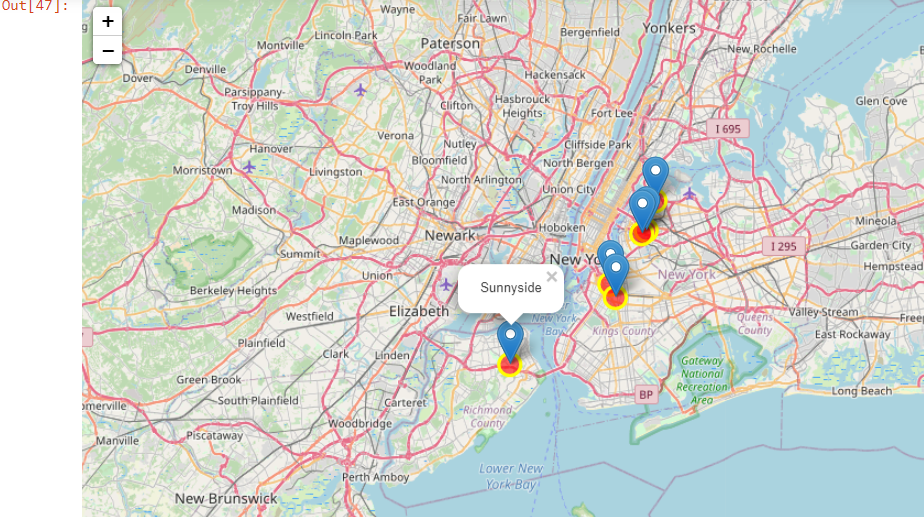 Out[47]:
+
−
Wayne
Fair Lawn
Bergenfield
Yonkers
Lincoln Park
Montville
Paterson
New Rochelle
Denville
Dover
Woodland
Park
Hackensack
Parsippany-
Troy Hills
Clifton
Hasbrouck
Heights
Fort Lee
Glen Cove
I 695
Verona
Nutley
Cliffside Park
Hanover
Bloomfield
North Bergen
Morristown
Livingston
North Arlington
Union City
East Orange
Madison
Hoboken
Mineola
Maplewood
Newark
I 295
Garden City
Summit
New Yo
Hempstead
Union
New York
Berkeley Heights
Sunnyside
×
Elizabeth
New York
Bay
Westfield
Kings County
Queens
County
Valley Stream
Freep
Plainfield
East Rockaway
Clark
Linden
Gateway
National
Recreation
Area
Green Brook
Long Beach
BP
South Plainfield
Carteret
omerville
Richmond
County
Woodbridge
Piscataway
Manville
Perth Amboy
Lower New
York Bay
New Brunswick